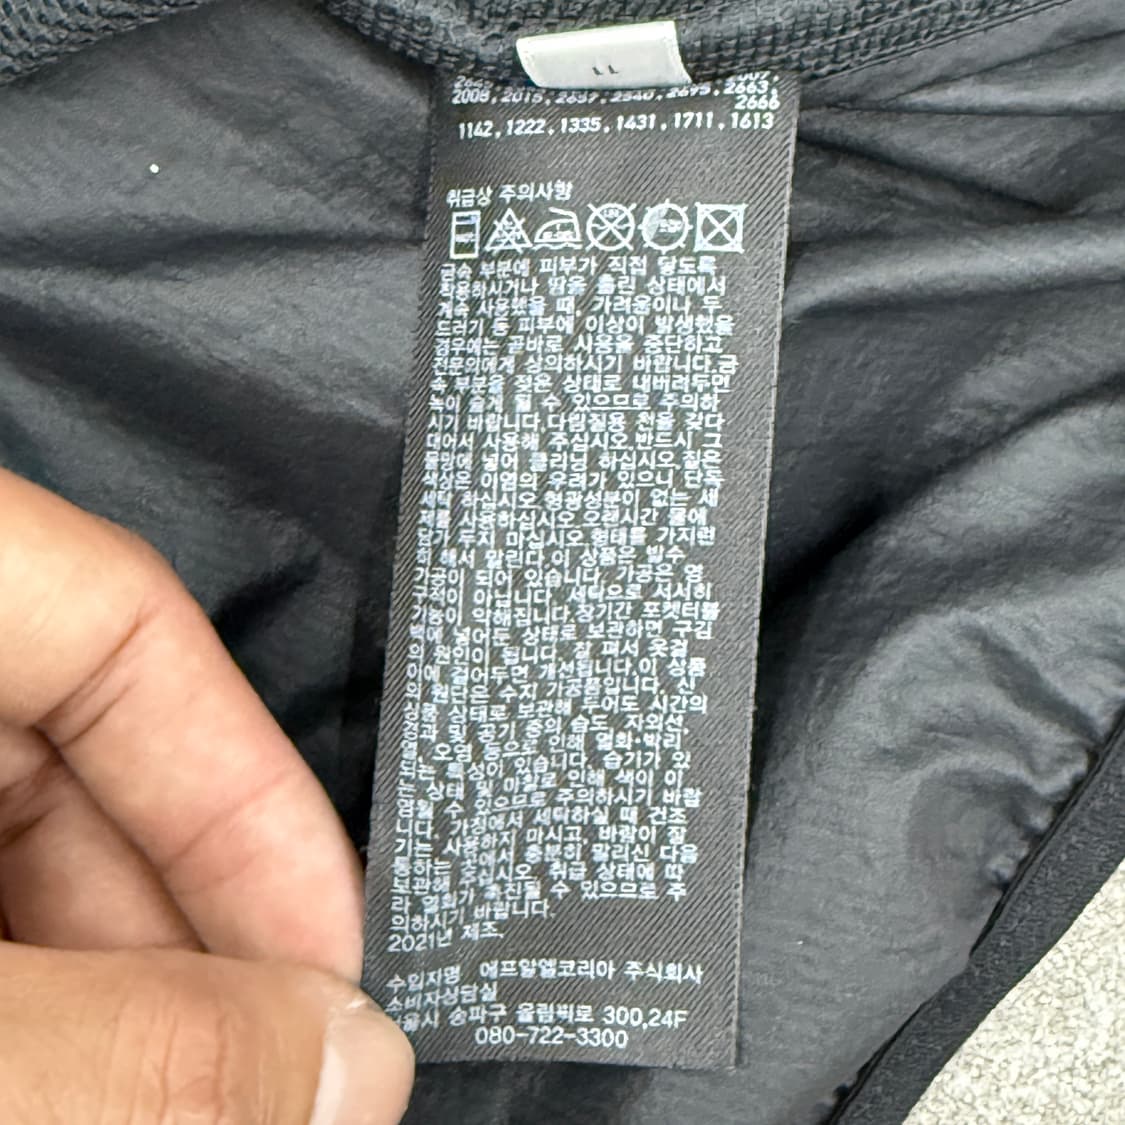 2008,2015,2637,2540,2695,2663,
2666
1142,1222,1335,1431,1711,1613
취급상 주의사항
금속 부분에 피부가 직접 닿도록
착용하시거나 땀을 흘린 상태에서
계속 사용했을 때, 가려움이나 두
드러기 등 피부에 이상이 발생했을
경우에는 곧바로 사용을 중단하고
전문의에게 상의하시기 바랍니다.금
속 부분을 젖은 상태로 내버려두면
녹이 슬게 될 수 있으므로 주의하
시기 바랍니다.다림질용 천을 갖다
대어서 사용해 주십시오.반드시 그
물망에 넣어 클리닝 하십시오.짙은
색상은 이염의 우려가 있으니 단독
세탁 하십시오.형광성분이 없는 세
제를 사용하십시오.오랜시간 물에
담가 두지 마십시오.형태를 가지런
히 해서 말린다.이 상품은 발수
가공이 되어 있습니다. 가공은 영
구적이 아닙니다. 세탁으로 서서히
기능이 약해집니다.장기간 포켓터블
백에 넣어둔 상태로 보관하면 구김
의 원인이 됩니다. 잘 펴서 옷걸
이에 걸어두면 개선됩니다.이 상품
의 원단은 수지 가공품입니다. 신
상품 상태로 보관해 두어도 시간의
경과 및 공기 중의 습도, 자외선,
열, 오염 등으로 인해 열화·박리
되는 특성이 있습니다. 습기가 있
는 상태 및 마찰로 인해 색이 이
염될 수 있으므로 주의하시기 바랍
니다. 가정에서 세탁하실 때 건조
기는 사용하지 마시고, 바람이 잘
통하는 곳에서 충분히 말리신 다음
보관해 주십시오. 취급 상태에 따
라 열화가 촉진될 수 있으므로 주
의하시기 바랍니다.
2021년 제조.
수입자명 에프알엘코리아 주식회사
소비자상담실
서울시 송파구 올림픽로 300,24F
080-722-3300